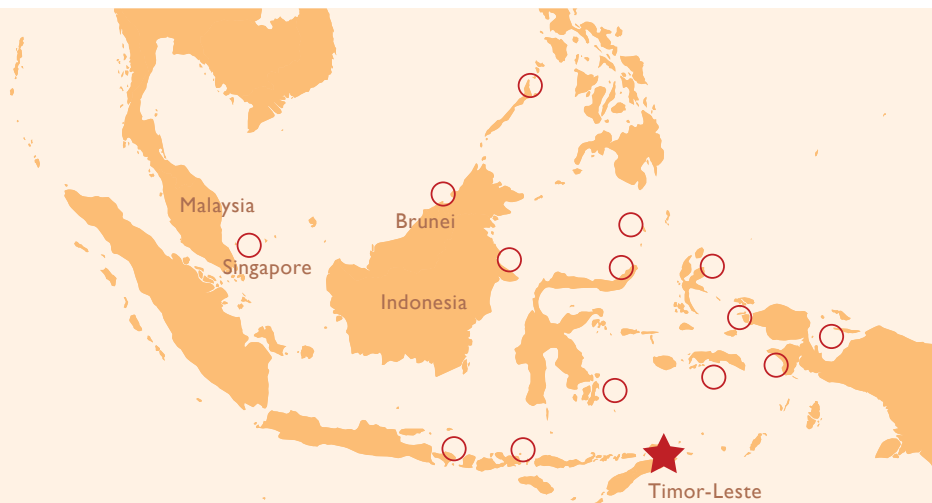 Malaysia
Brunei
Singapore
Indonesia
Timor-Leste